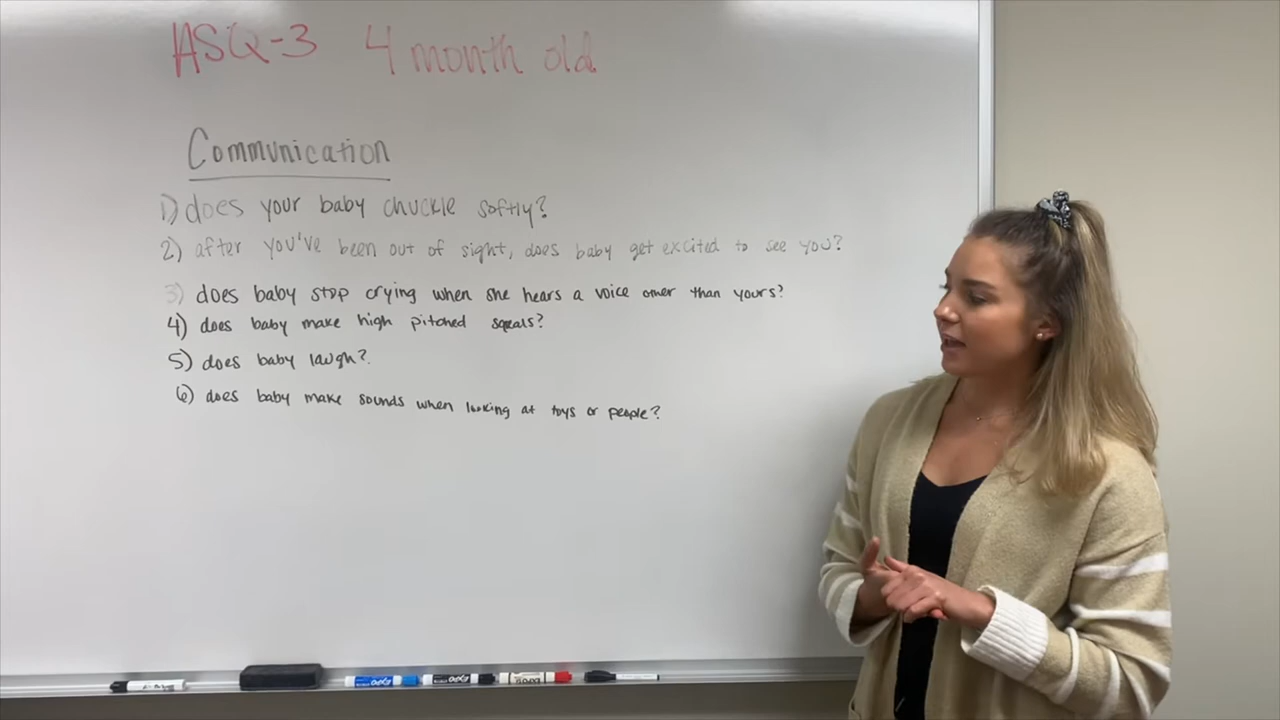 ASQ-3 4 month old
Communication
1) does your baby chuckle softly?
2) after you've been out of sight, does baby get excited to see you?
3) does baby stop crying when she hears a voice other than yours?
4) does baby make high pitched squeals?
5) does baby laugh?
6) does baby make sounds when looking at toys or people?
EXPO